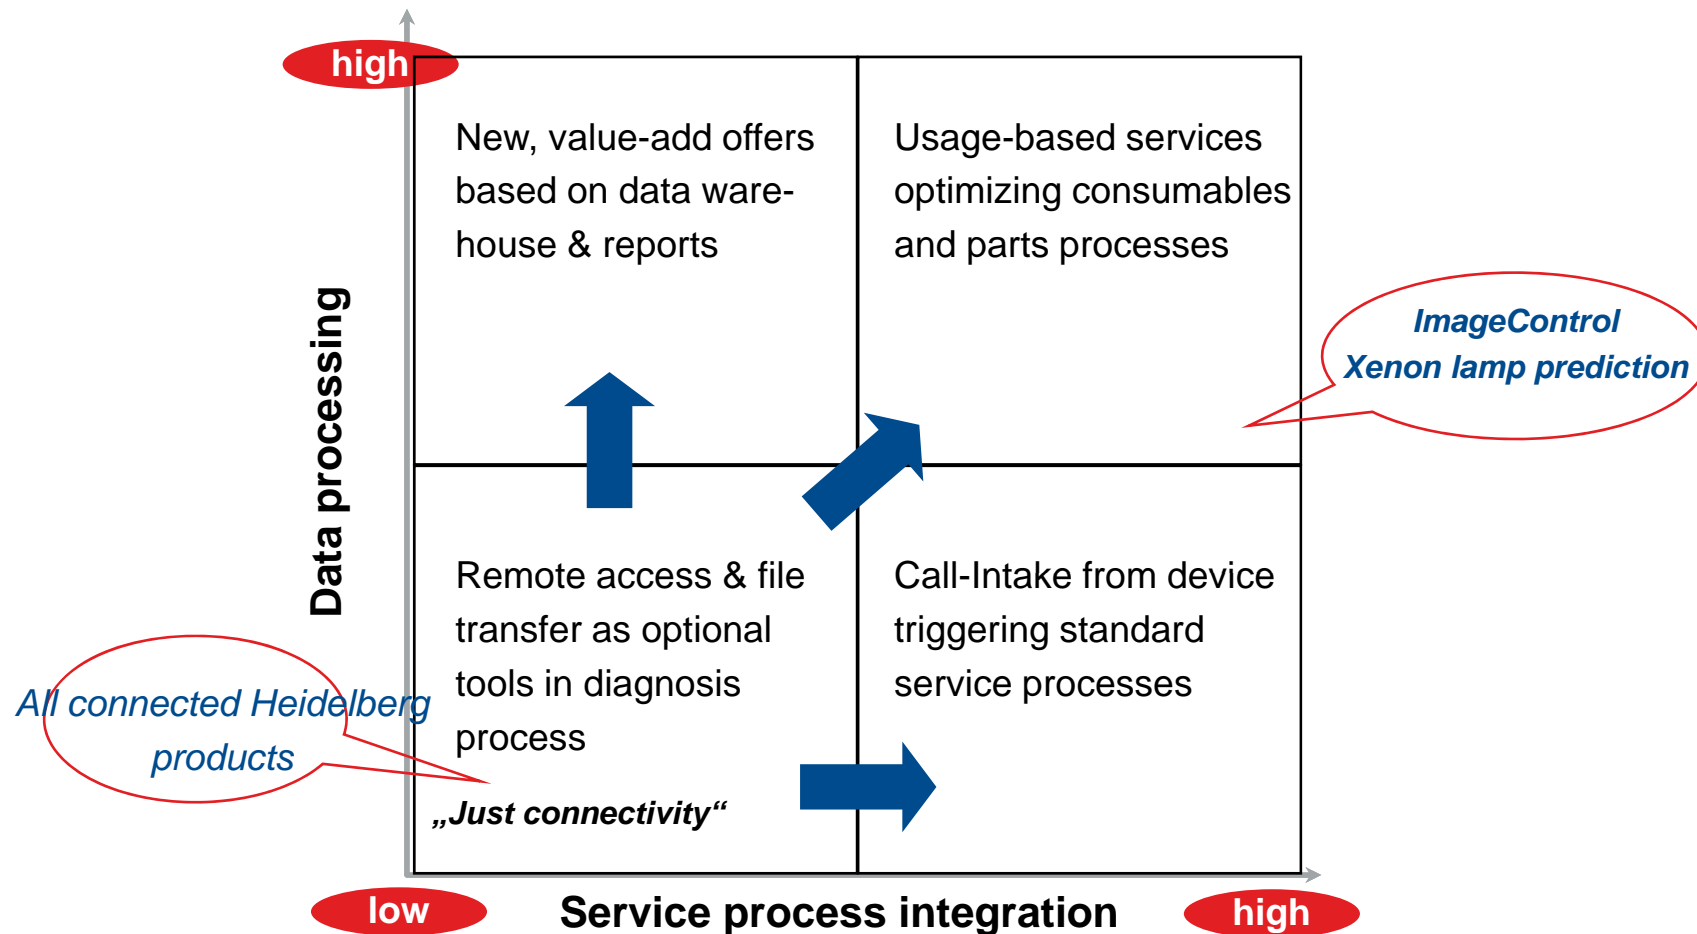 high
New, value-add offers
based on data ware-
house & reports
Usage-based services
optimizing consumables
and parts processes
ImageControl
Xenon lamp prediction
Data processing
Remote access & file
transfer as optional
tools in diagnosis
process
„Just connectivity“
Call-Intake from device
triggering standard
service processes
All connected Heidelberg
products
low
Service process integration
high